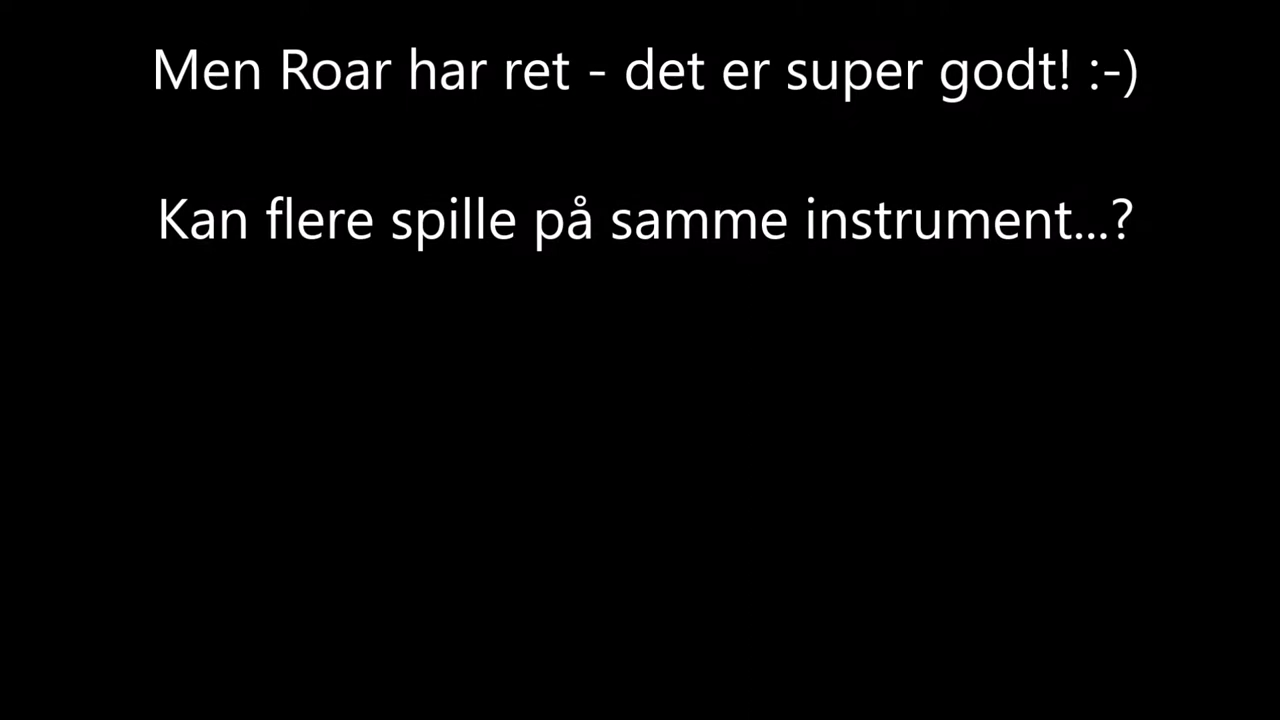 Men Roar har ret - det er super godt! :-)
Kan flere spille på samme instrument...?